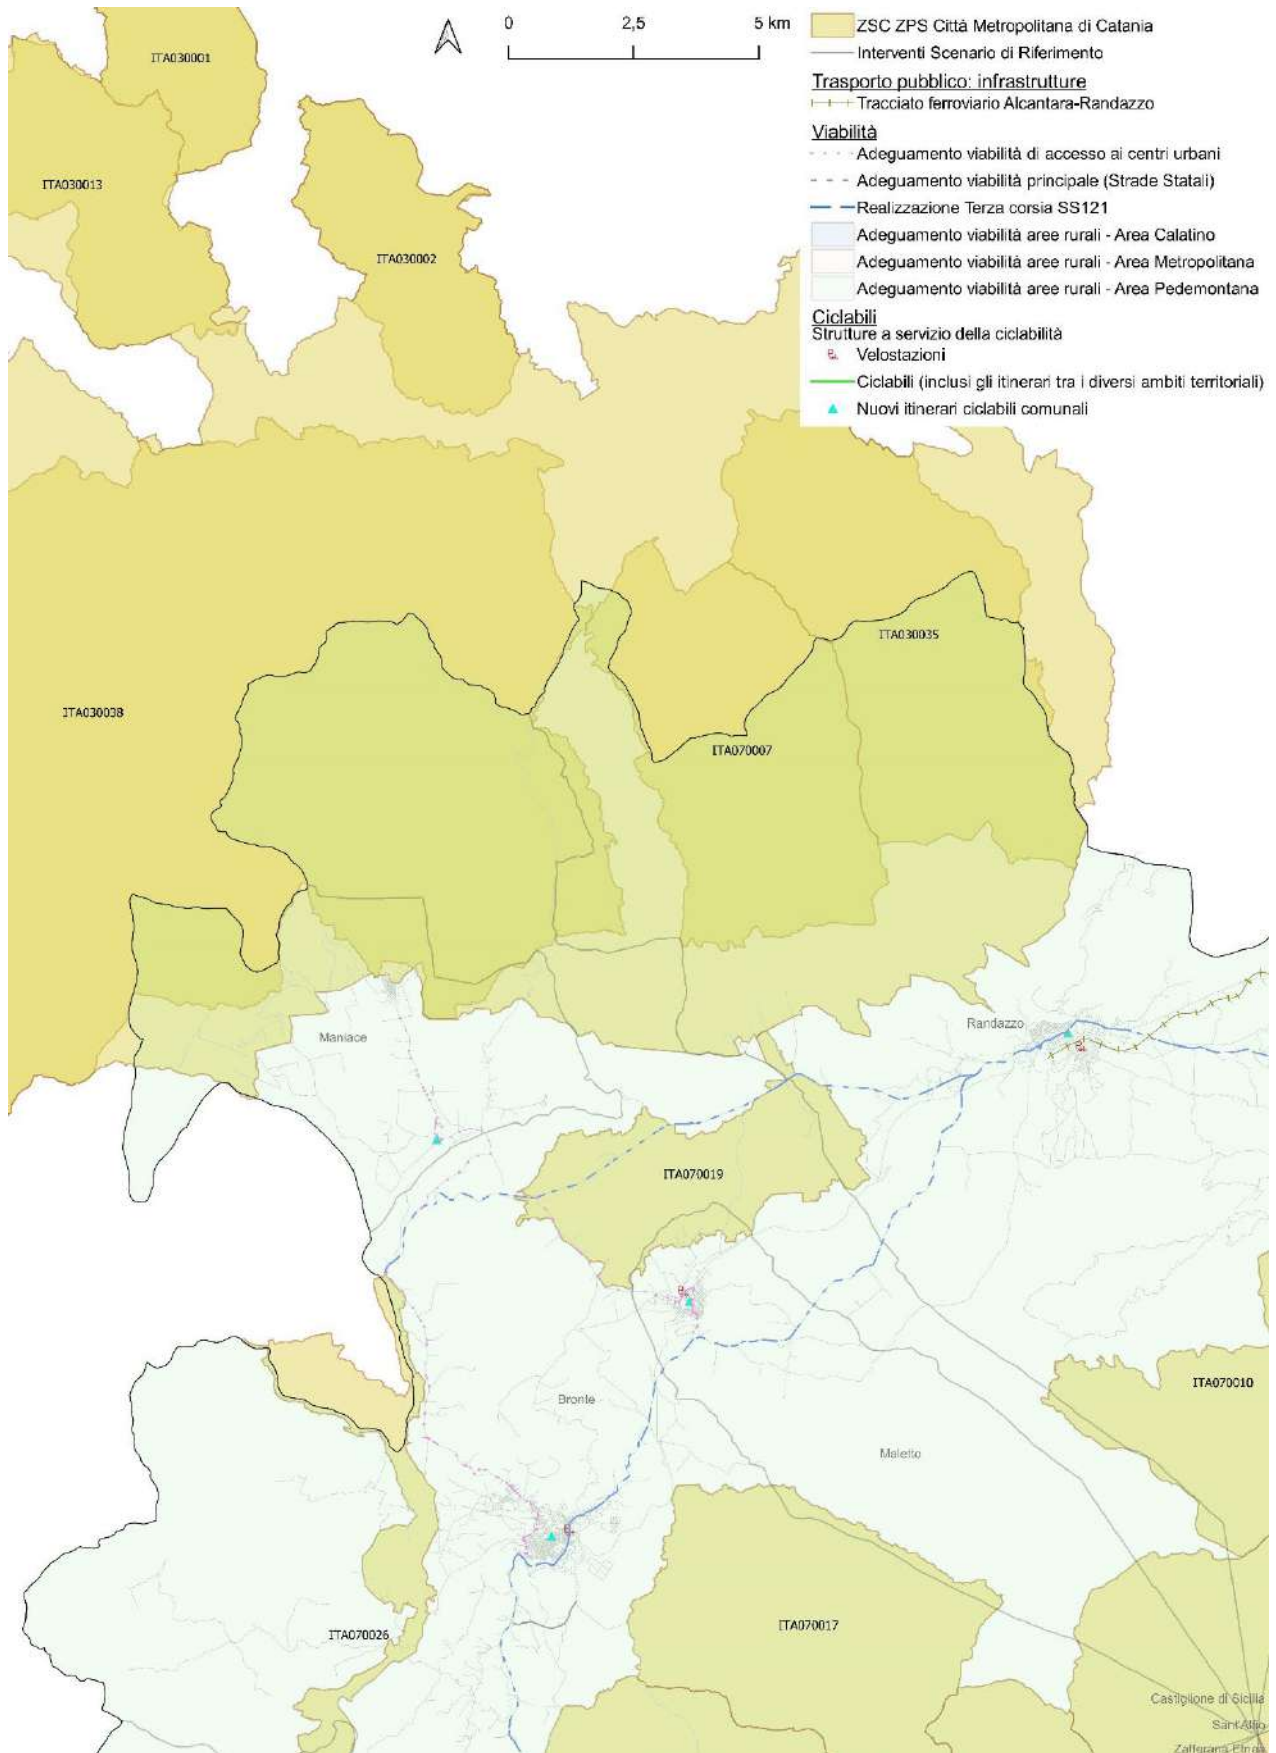 0 2,5 5 km
ZSC ZPS Città Metropolitana di Catania
Interventi Scenario di Riferimento
Trasporto pubblico: infrastrutture
Tracciato ferroviario Alcantara-Randazzo
Viabilità
Adeguamento viabilità di accesso ai centri urbani
Adeguamento viabilità principale (Strade Statali)
Realizzazione Terza corsia SS121
Adeguamento viabilità aree rurali - Area Calatino
Adeguamento viabilità aree rurali - Area Metropolitana
Adeguamento viabilità aree rurali - Area Pedemontana
Ciclabili
Strutture a servizio della ciclabilità
Velostazioni
Ciclabili (inclusi gli itinerari tra i diversi ambiti territoriali)
Nuovi itinerari ciclabili comunali
ITA030001
ITA030013
ITA030002
ITA030035
ITA030038
ITA070007
Randazzo
Maniace
ITA070019
ITA070010
Bronte
Maletto
ITA070017
ITA070026
Castiglione di Sicilia
Sant'Alfio
Zafferana Etnea